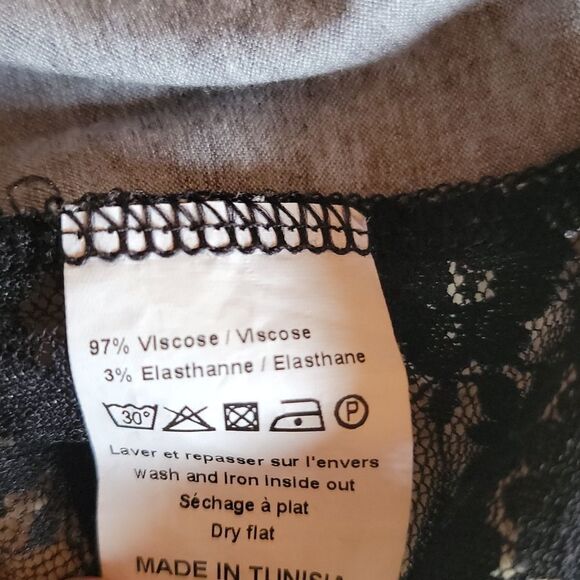 97% Viscose / Viscose
3% Elasthanne / Elasthane
30° P
Laver et repasser sur l'envers
wash and iron inside out
Séchage à plat
Dry flat
MADE IN TUNISIA